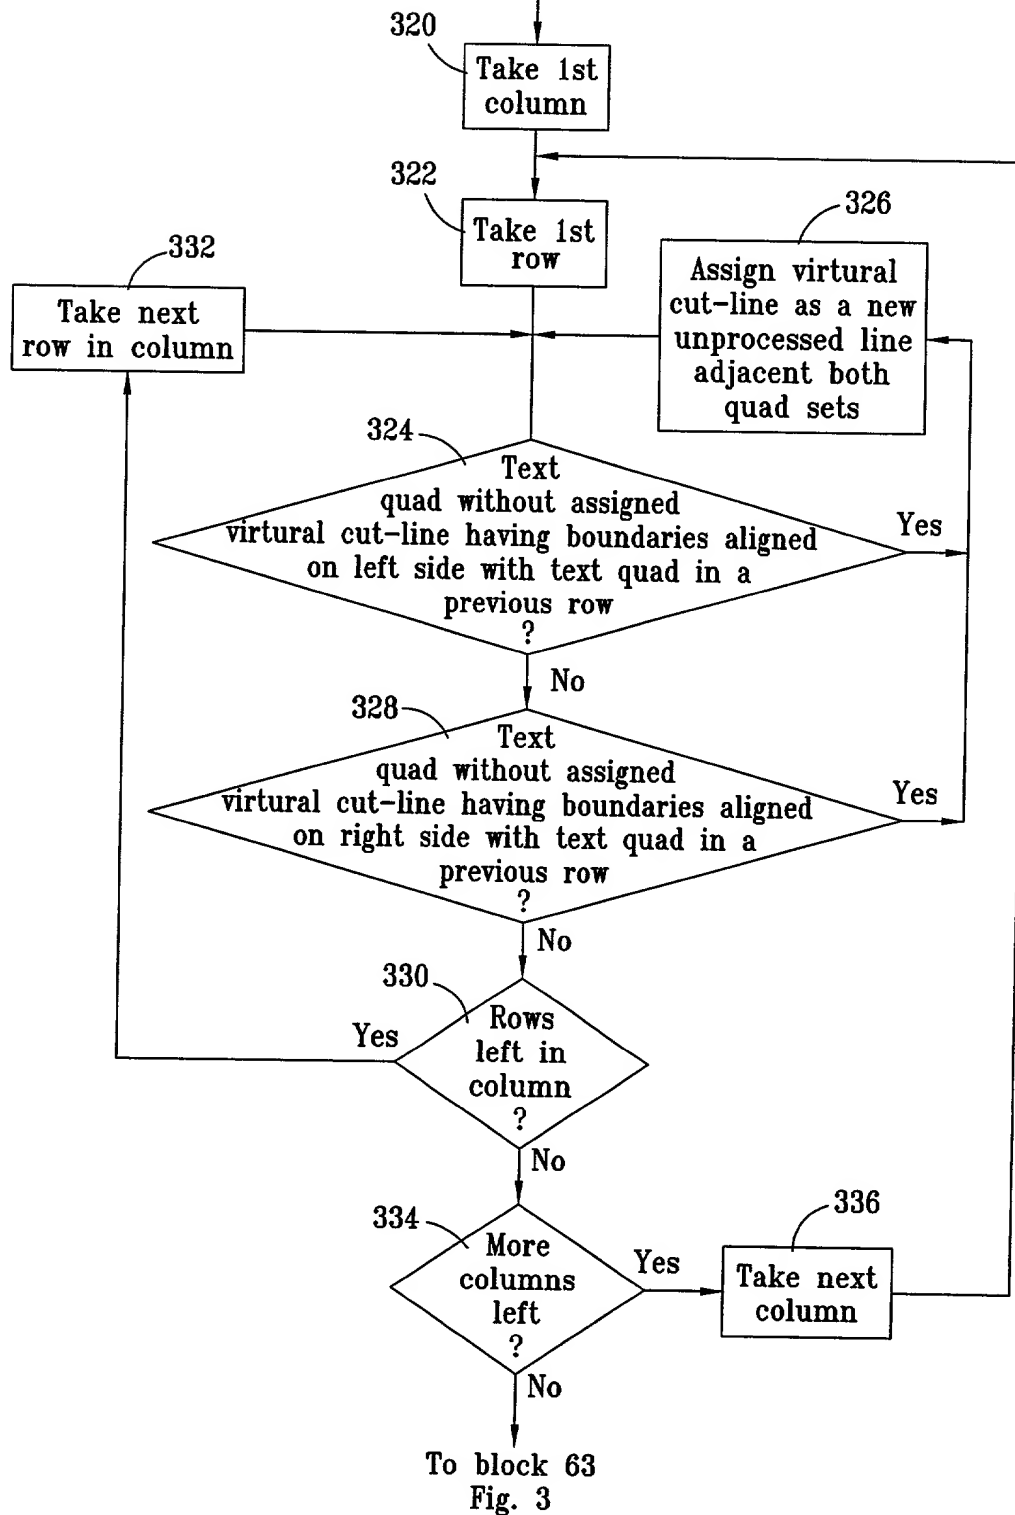 320
Take 1st
column
322
Take 1st
row
326
Assign virtural
cut-line as a new
unprocessed line
adjacent both
quad sets
332
Take next
row in column
324
Text
quad without assigned
virtural cut-line having boundaries aligned
on left side with text quad in a
previous row
?
Yes
No
328
Text
quad without assigned
virtural cut-line having boundaries aligned
on right side with text quad in a
previous row
?
Yes
No
330
Rows
left in
column
?
Yes
No
334
More
columns
left
?
Yes
336
Take next
column
No
To block 63
Fig. 3